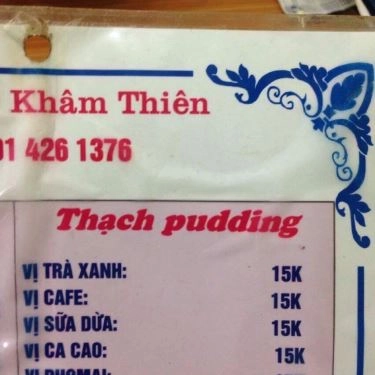 Khâm Thiên
01 426 1376
Thạch pudding
VỊ TRÀ XANH: 15K
VỊ CAFE: 15K
VỊ SỮA DỪA: 15K
VỊ CA CAO: 15K
VỊ